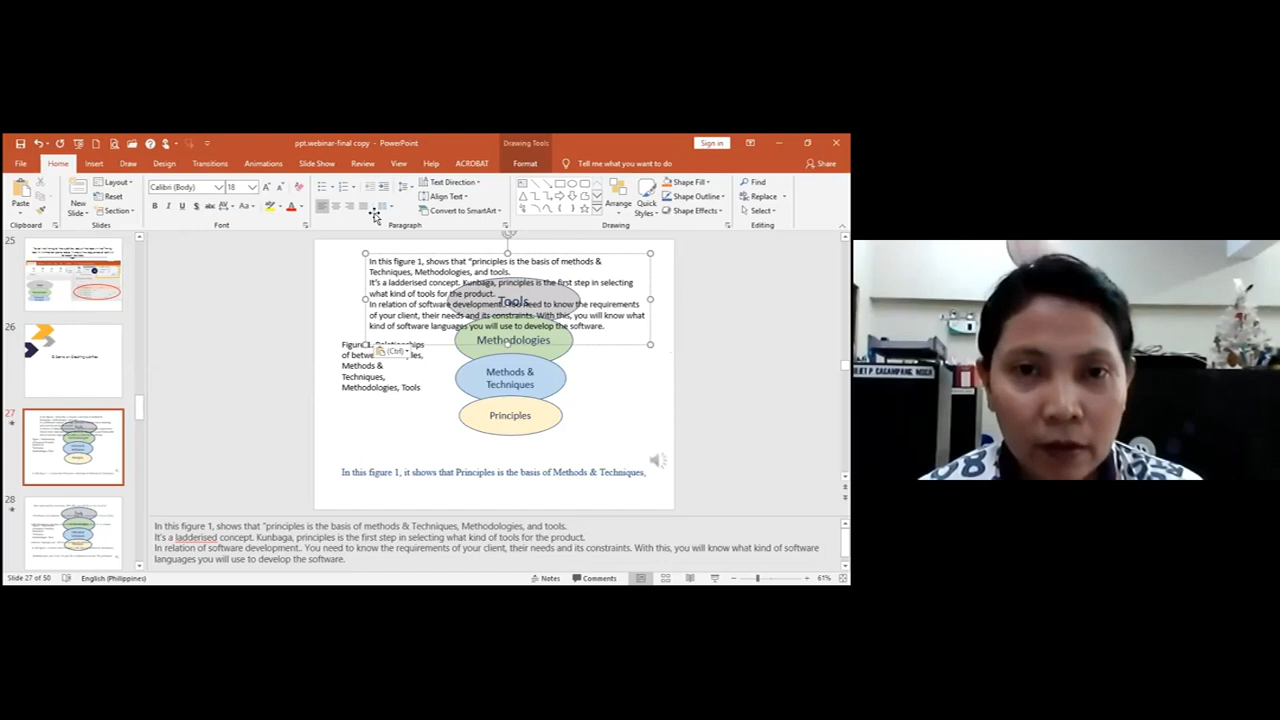 ppt.webinar-final copy - PowerPoint
Drawing Tools
Sign in
File Home Insert Draw Design Transitions Animations Slide Show Review View Help ACROBAT Format Tell me what you want to do Share
Paste
New
Slide
Layout
Reset
Section
Calibri (Body) 18
Text Direction
Align Text
Convert to SmartArt
Arrange
Quick
Styles
Shape Fill
Shape Outline
Shape Effects
Find
Replace
Select
Clipboard Slides Font Paragraph Drawing Editing
25
26
27
28
In this figure 1, shows that "principles is the basis of methods &
Techniques, Methodologies, and tools.
It's a ladderised concept. Kunbaga, principles is the first step in selecting
what kind of tools for the product.
In relation of software development.. You need to know the requirements
of your client, their needs and its constraints. With this, you will know what
kind of software languages you will use to develop the software.
Tools
Methodologies
Methods &
Techniques
Principles
Figure 1. Relationships
of between
Methods &
Techniques,
Methodologies, Tools
(Ctrl)
In this figure 1, it shows that Principles is the basis of Methods & Techniques,
In this figure 1, shows that "principles is the basis of methods & Techniques, Methodologies, and tools.
It's a ladderised concept. Kunbaga, principles is the first step in selecting what kind of tools for the product.
In relation of software development.. You need to know the requirements of your client, their needs and its constraints. With this, you will know what kind of software
languages you will use to develop the software.
Slide 27 of 50 English (Philippines) Notes Comments 61%